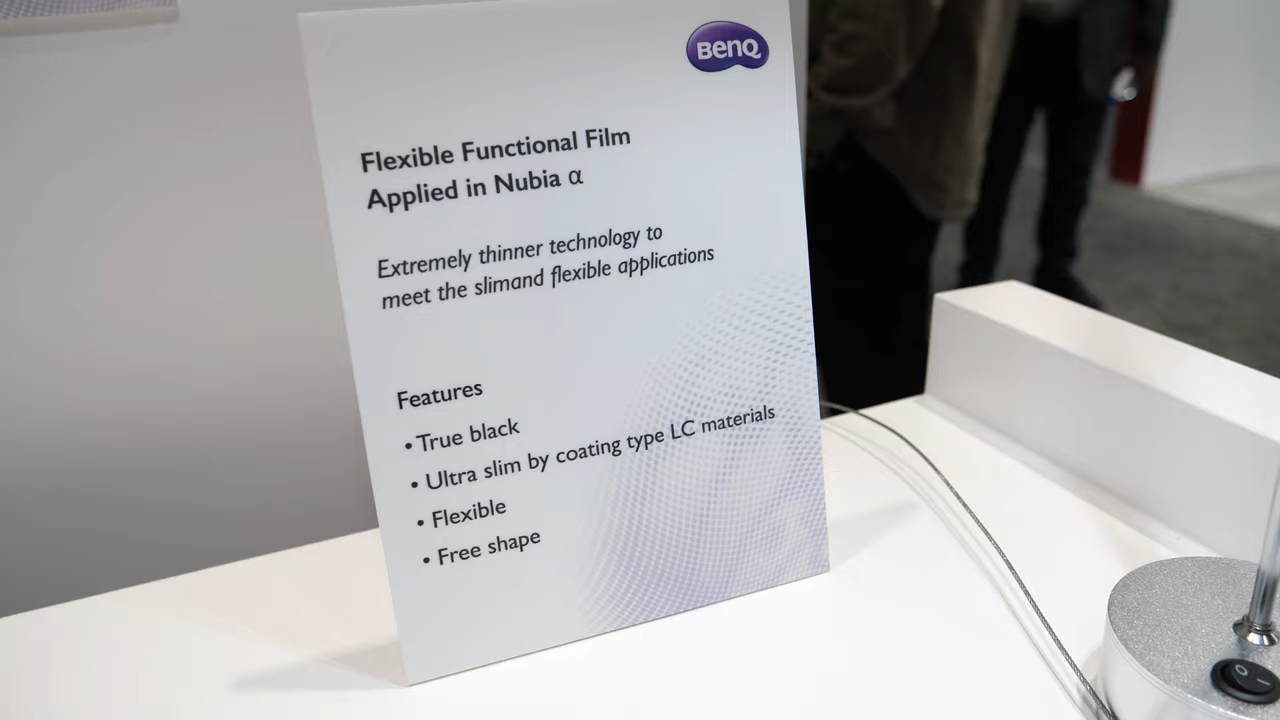 BenQ
Flexible Functional Film
Applied in Nubia α
Extremely thinner technology to
meet the slimand flexible applications
Features
• True black
• Ultra slim by coating type LC materials
• Flexible
• Free shape